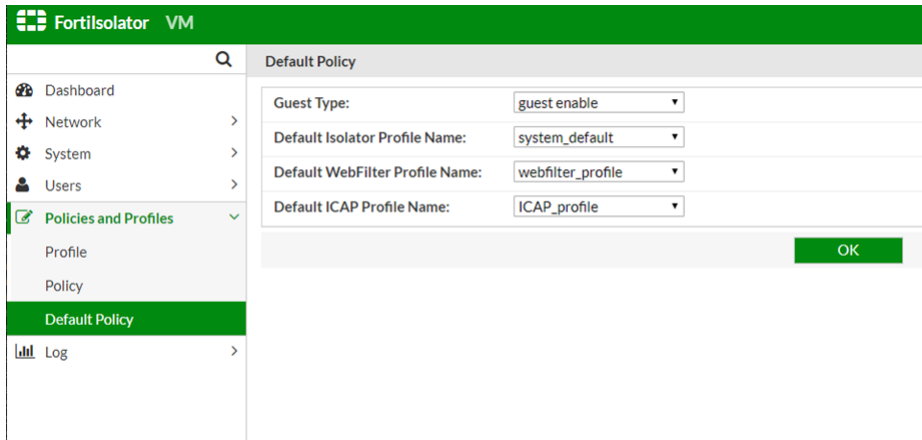 FortiIsolator VM
Default Policy
Dashboard
Network
System
Users
Policies and Profiles
Profile
Policy
Default Policy
Log
Guest Type: guest enable
Default Isolator Profile Name: system_default
Default WebFilter Profile Name: webfilter_profile
Default ICAP Profile Name: ICAP_profile
OK